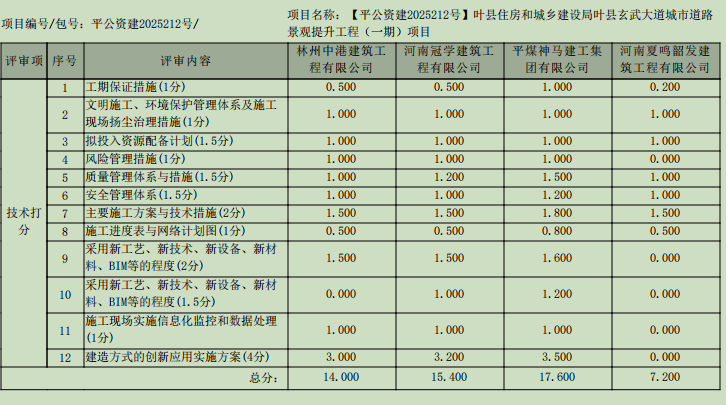 项目编号/包号: 平公资建2025212号/
项目名称: 【平公资建2025212号】叶县住房和城乡建设局叶县玄武大道城市道路
景观提升工程（一期）项目
评审项 序号 评审内容 林州中港建筑工程有限公司 河南冠学建筑工程有限公司 平煤神马建工集团有限公司 河南夏鸣韶发建筑工程有限公司
技术打分
1 工期保证措施(1分) 0.500 0.500 1.000 0.200
2 文明施工、环境保护管理体系及施工
现场扬尘治理措施(1分) 1.000 1.000 1.000 1.000
3 拟投入资源配备计划(1.5分) 1.000 1.000 1.000 1.000
4 风险管理措施(1分) 1.000 1.000 1.000 0.000
5 质量管理体系与措施(1.5分) 1.000 1.200 1.500 1.000
6 安全管理体系(1.5分) 1.000 1.000 1.200 1.000
7 主要施工方案与技术措施(2分) 1.500 1.500 1.800 1.500
8 施工进度表与网络计划图(1分) 0.500 0.500 0.800 0.500
9 采用新工艺、新技术、新设备、新材
料、BIM等的程度(2分) 1.500 1.500 1.600 0.000
10 采用新工艺、新技术、新设备、新材
料、BIM等的程度(1.5分) 0.000 1.000 1.200 0.000
11 施工现场实施信息化监控和数据处理
(1分) 1.000 1.000 1.000 1.000
12 建造方式的创新应用实施方案(4分) 3.000 3.200 3.500 0.000
总分: 14.000 15.400 17.600 7.200